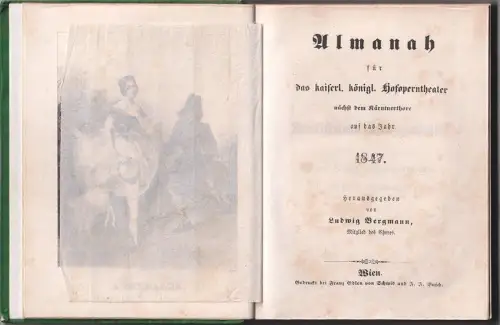 Almanach
für
das kaiserl. königl. Hofoperntheater
nächst dem Kärntnerthore
auf das Jahr
1847.
Herausgegeben
von
Ludwig Bergmann,
Mitglied des Chores.
Wien.
Gedruckt bei Franz Edlen von Schmid und J. J. Busch.